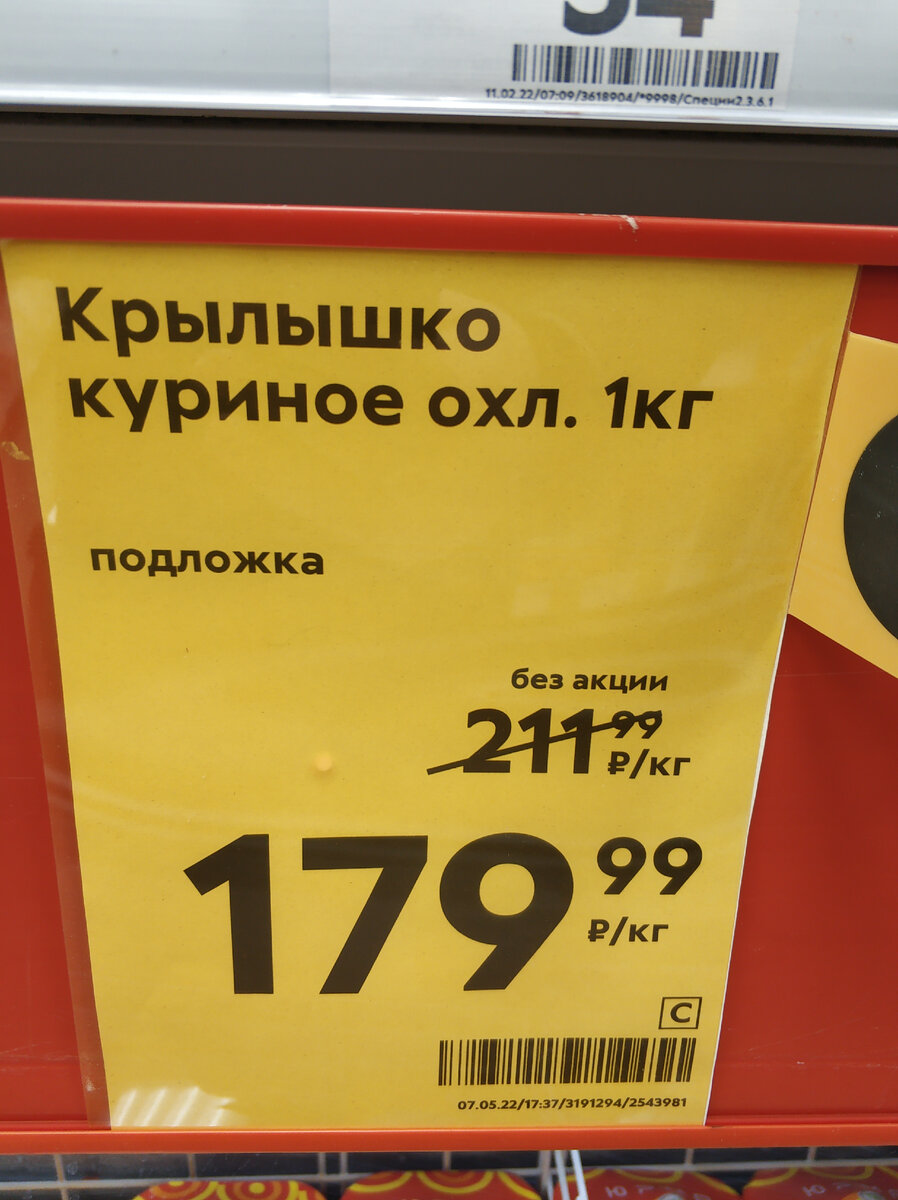 11.02.22/07:09/3618904/*9998/Специи2.3.6.1
Крылышко
куриное охл. 1кг
подложка
без акции
211 99
₽/кг
179 99
₽/кг
C
07.05.22/17:37/3191294/2543981